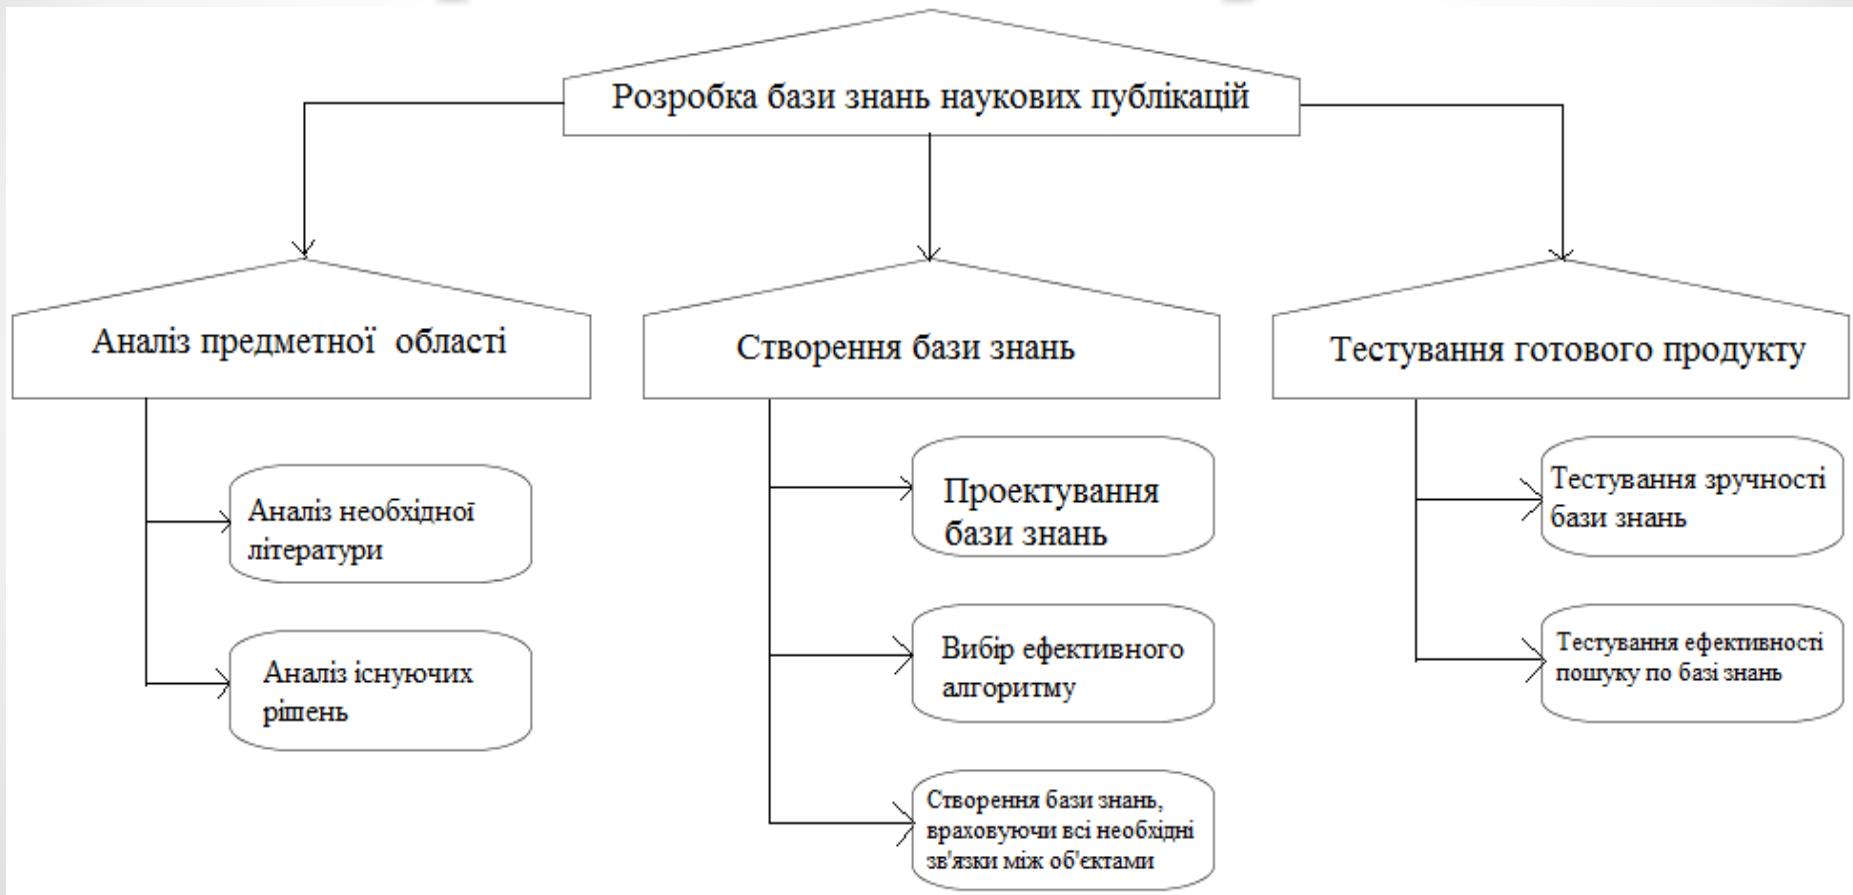 Розробка бази знань наукових публікацій
Аналіз предметної області
Створення бази знань
Тестування готового продукту
Аналіз необхідної
літератури
Аналіз існуючих
рішень
Проектування
бази знань
Вибір ефективного
алгоритму
Створення бази знань,
враховуючи всі необхідні
зв'язки між об'єктами
Тестування зручності
бази знань
Тестування ефективності
пошуку по базі знань